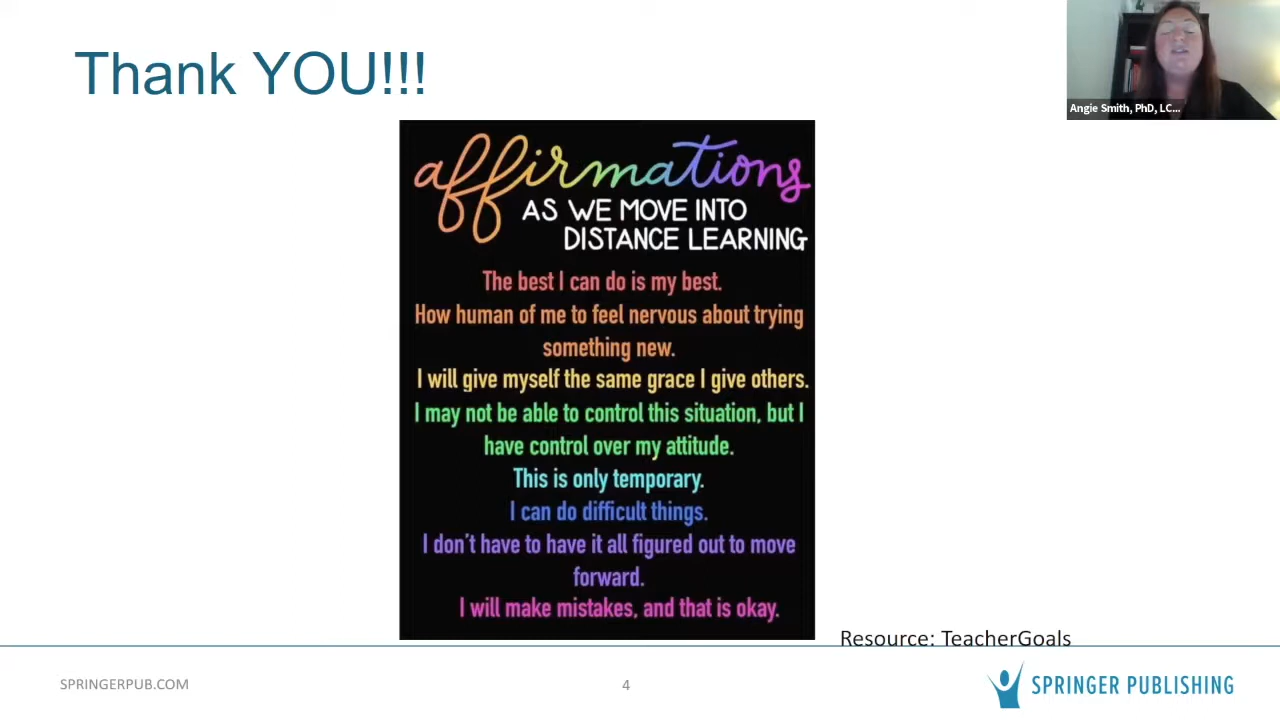 Thank YOU!!!
Angie Smith, PhD, LC...
affirmations
AS WE MOVE INTO
DISTANCE LEARNING
The best I can do is my best.
How human of me to feel nervous about trying
something new.
I will give myself the same grace I give others.
I may not be able to control this situation, but I
have control over my attitude.
This is only temporary.
I can do difficult things.
I don't have to have it all figured out to move
forward.
I will make mistakes, and that is okay.
Resource: TeacherGoals
SPRINGERPUB.COM
4
SPRINGER PUBLISHING